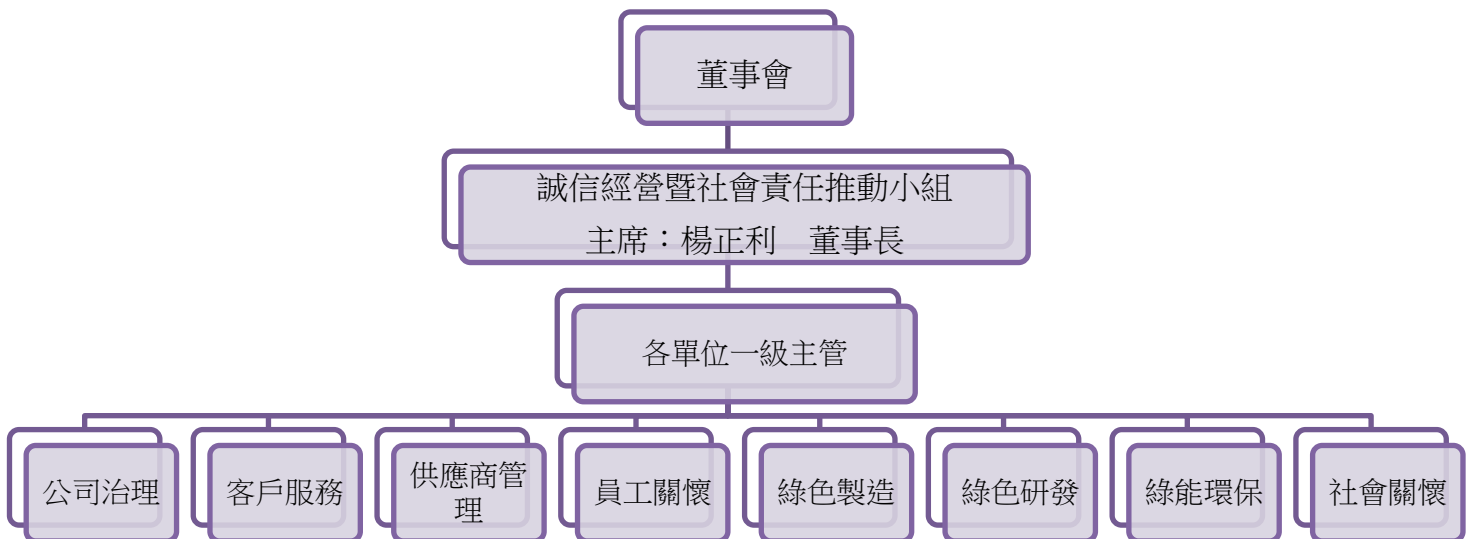 董事會
誠信經營暨社會責任推動小組
主席：楊正利　董事長
各單位一級主管
公司治理
客戶服務
供應商管
理
員工關懷
綠色製造
綠色研發
綠能環保
社會關懷